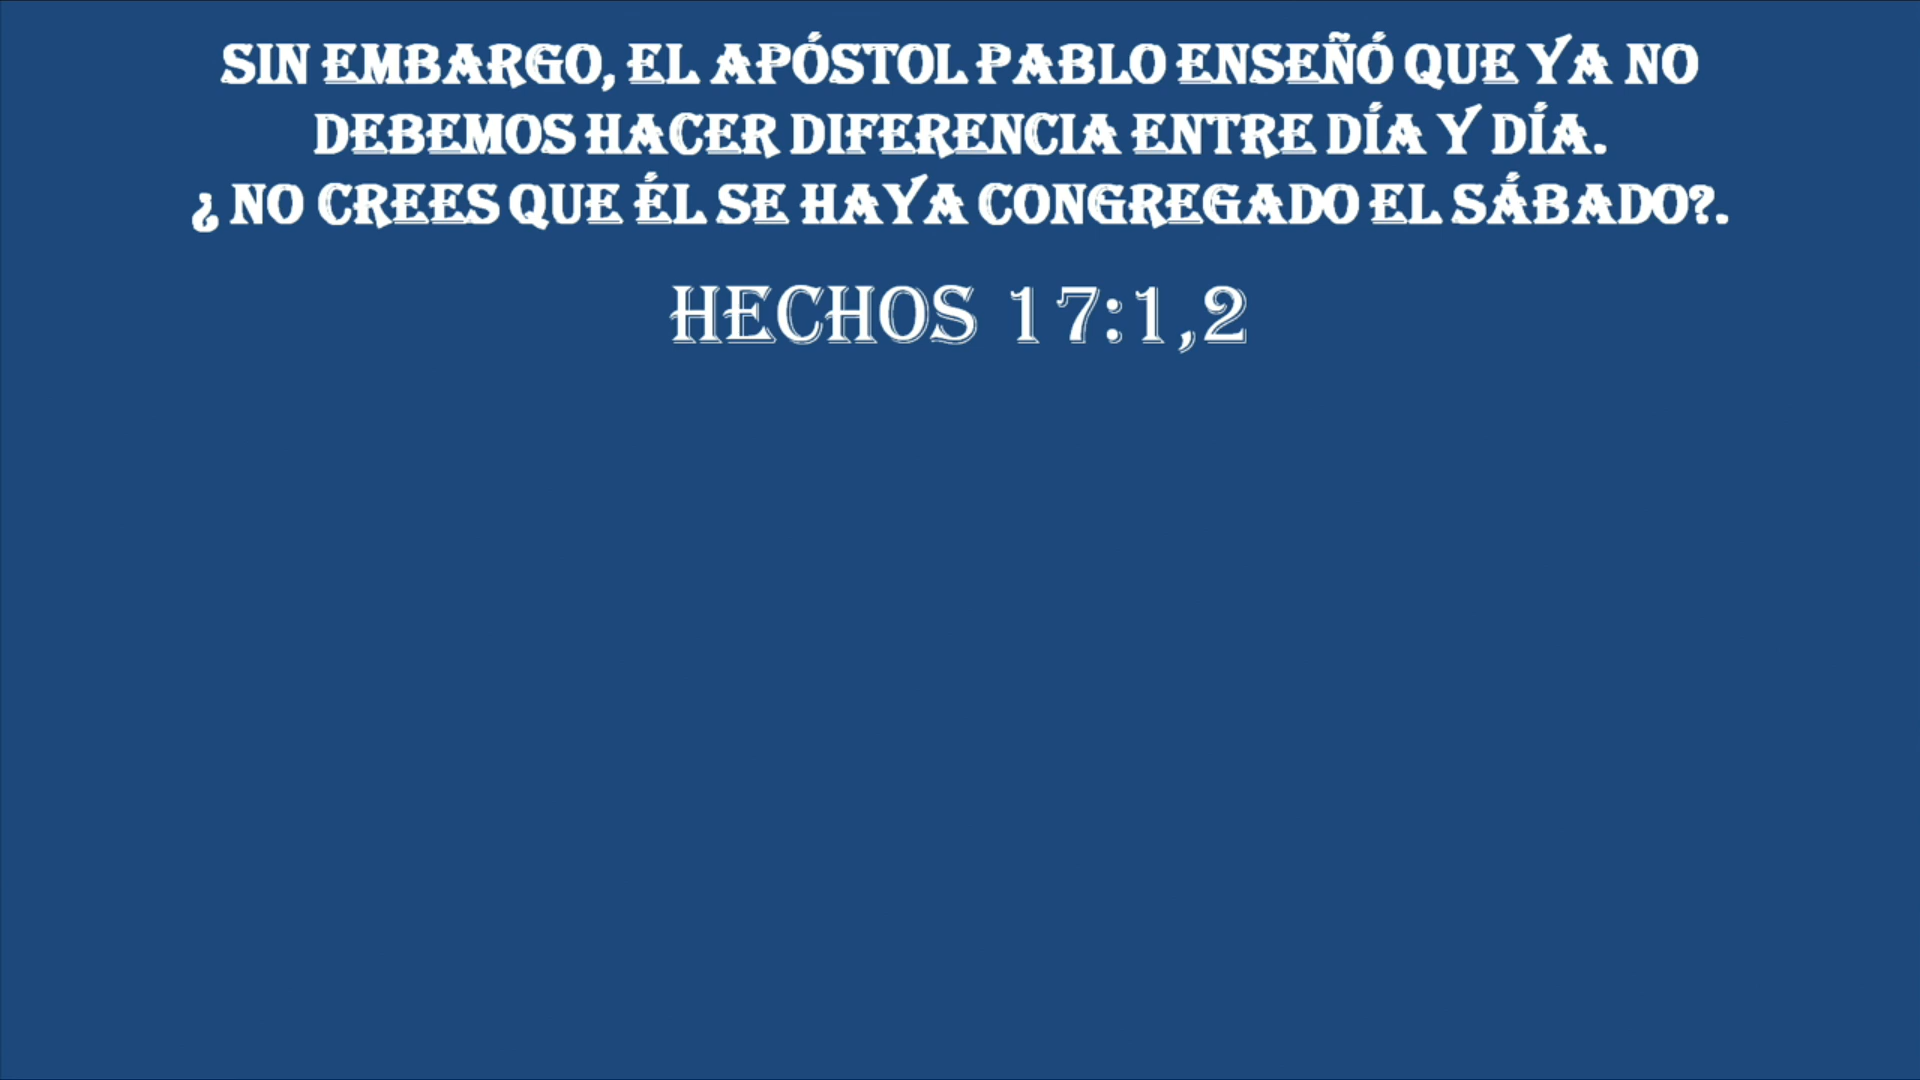 SIN EMBARGO, EL APÓSTOL PABLO ENSEÑÓ QUE YA NO
DEBEMOS HACER DIFERENCIA ENTRE DÍA Y DÍA.
¿ NO CREES QUE ÉL SE HAYA CONGREGADO EL SÁBADO?.
HECHOS 17:1,2